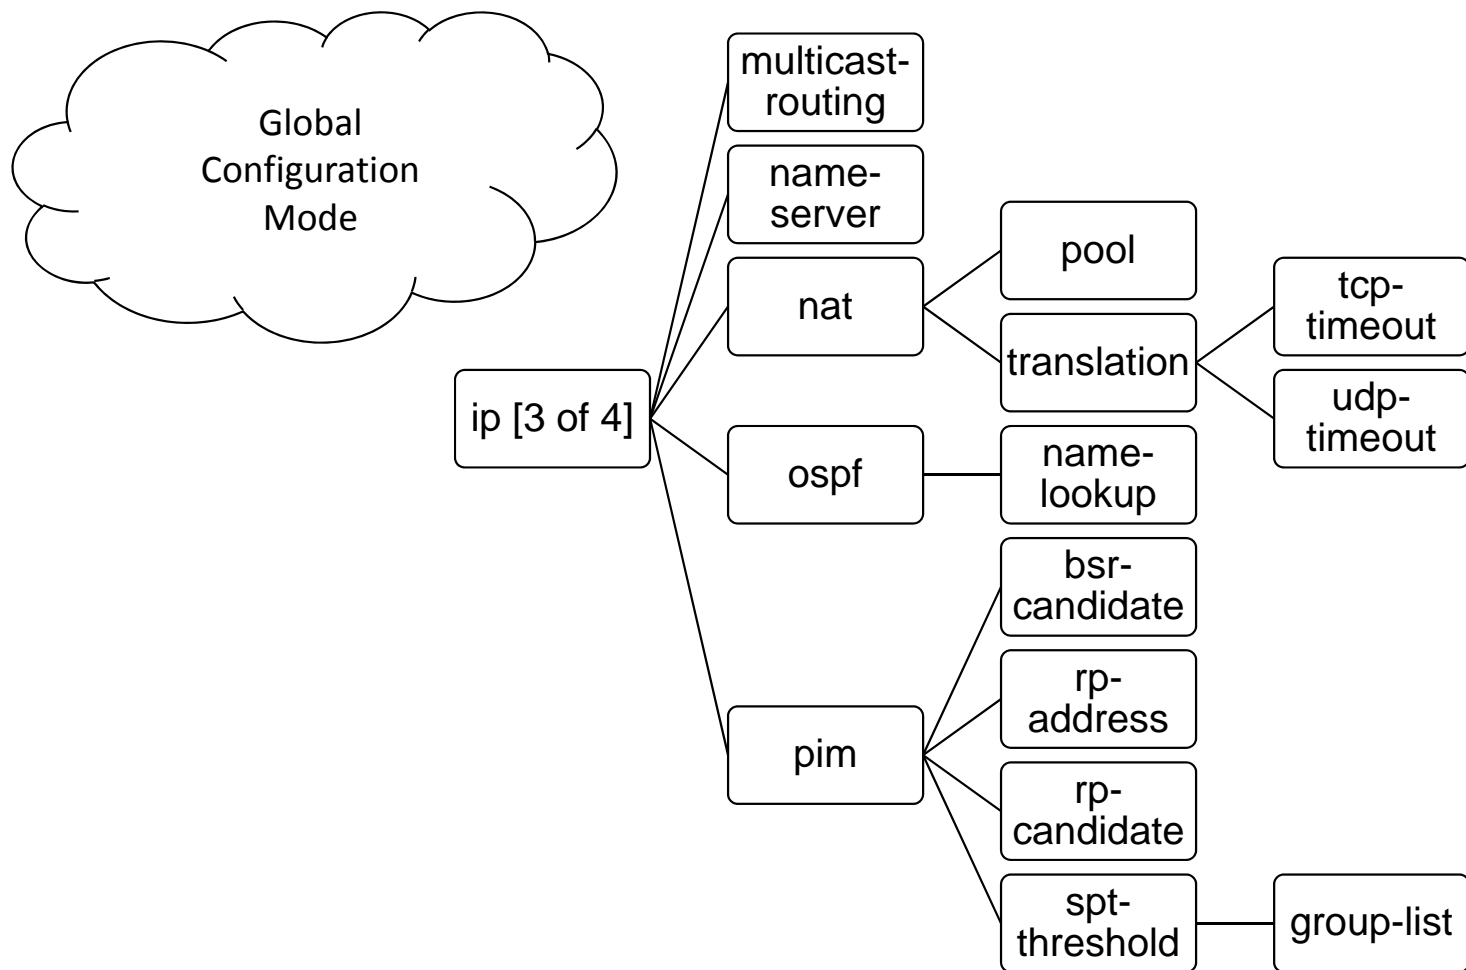 Global
Configuration
Mode
ip [3 of 4]
multicast-
routing
name-
server
nat
pool
translation
tcp-
timeout
udp-
timeout
ospf
name-
lookup
pim
bsr-
candidate
rp-
address
rp-
candidate
spt-
threshold
group-list